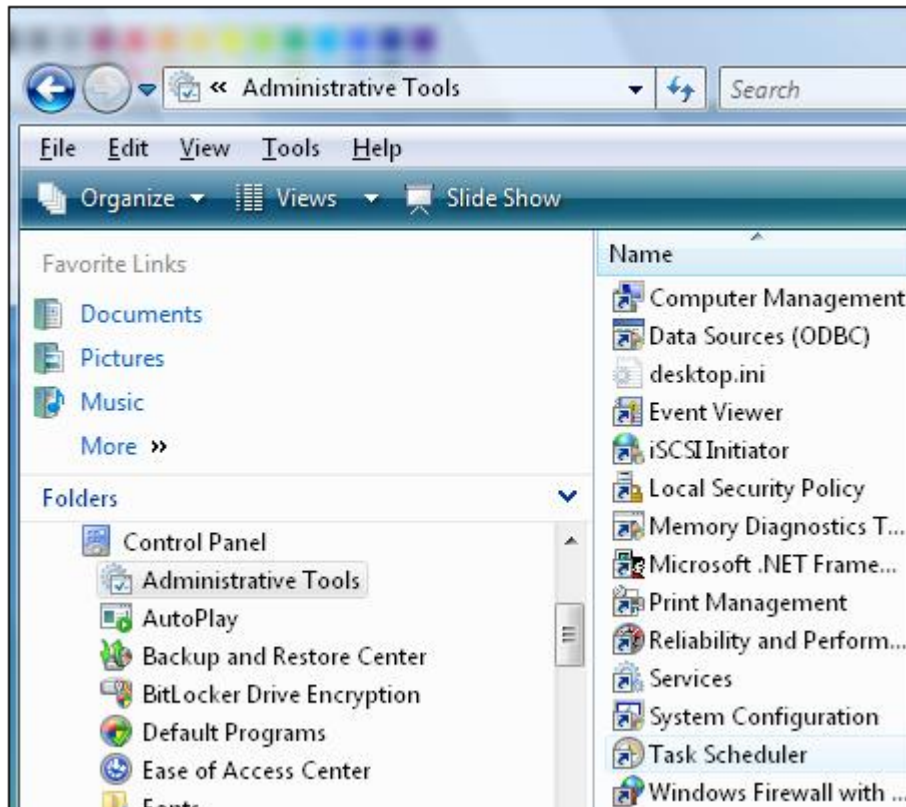 « Administrative Tools
Search
File Edit View Tools Help
Organize Views Slide Show
Favorite Links
Documents
Pictures
Music
More »
Folders
Control Panel
Administrative Tools
AutoPlay
Backup and Restore Center
BitLocker Drive Encryption
Default Programs
Ease of Access Center
Fonts
Name
Computer Management
Data Sources (ODBC)
desktop.ini
Event Viewer
iSCSI Initiator
Local Security Policy
Memory Diagnostics T...
Microsoft .NET Frame...
Print Management
Reliability and Perform...
Services
System Configuration
Task Scheduler
Windows Firewall with ...